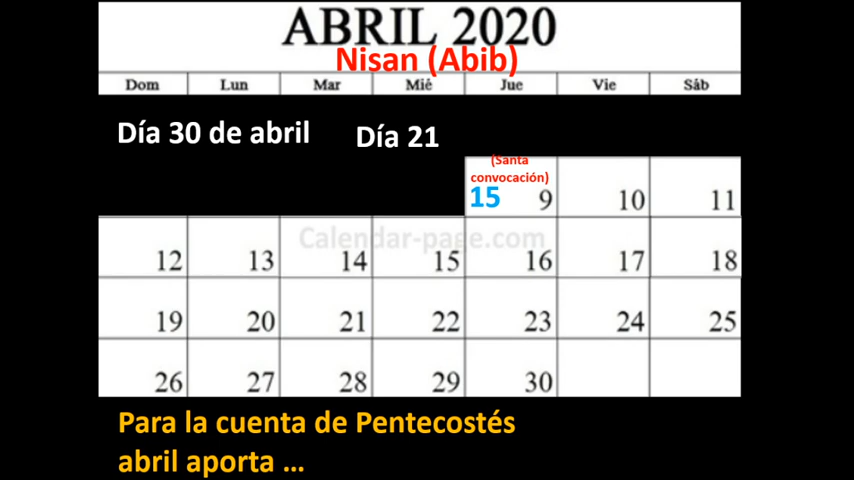 ABRIL 2020
Nisan (Abib)
Dom Lun Mar Mié Jue Vie Sáb
Día 30 de abril Día 21
(Santa
convocación)
15 9 10 11
Calendar-page.com
12 13 14 15 16 17 18
19 20 21 22 23 24 25
26 27 28 29 30
Para la cuenta de Pentecostés
abril aporta ...